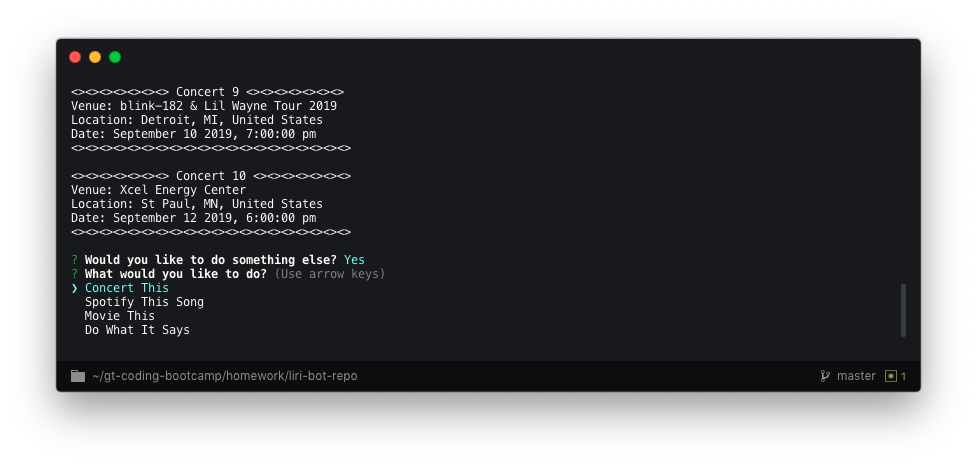 <><><><><><><> Concert 9 <><><><><><><>
Venue: blink-182 & Lil Wayne Tour 2019
Location: Detroit, MI, United States
Date: September 10 2019, 7:00:00 pm
<><><><><><><><><><><><><><><><><><><><>

<><><><><><><> Concert 10 <><><><><><><>
Venue: Xcel Energy Center
Location: St Paul, MN, United States
Date: September 12 2019, 6:00:00 pm
<><><><><><><><><><><><><><><><><><><><>

? Would you like to do something else? Yes
? What would you like to do? (Use arrow keys)
❯ Concert This
Spotify This Song
Movie This
Do What It Says
~/gt-coding-bootcamp/homework/liri-bot-repo master 1